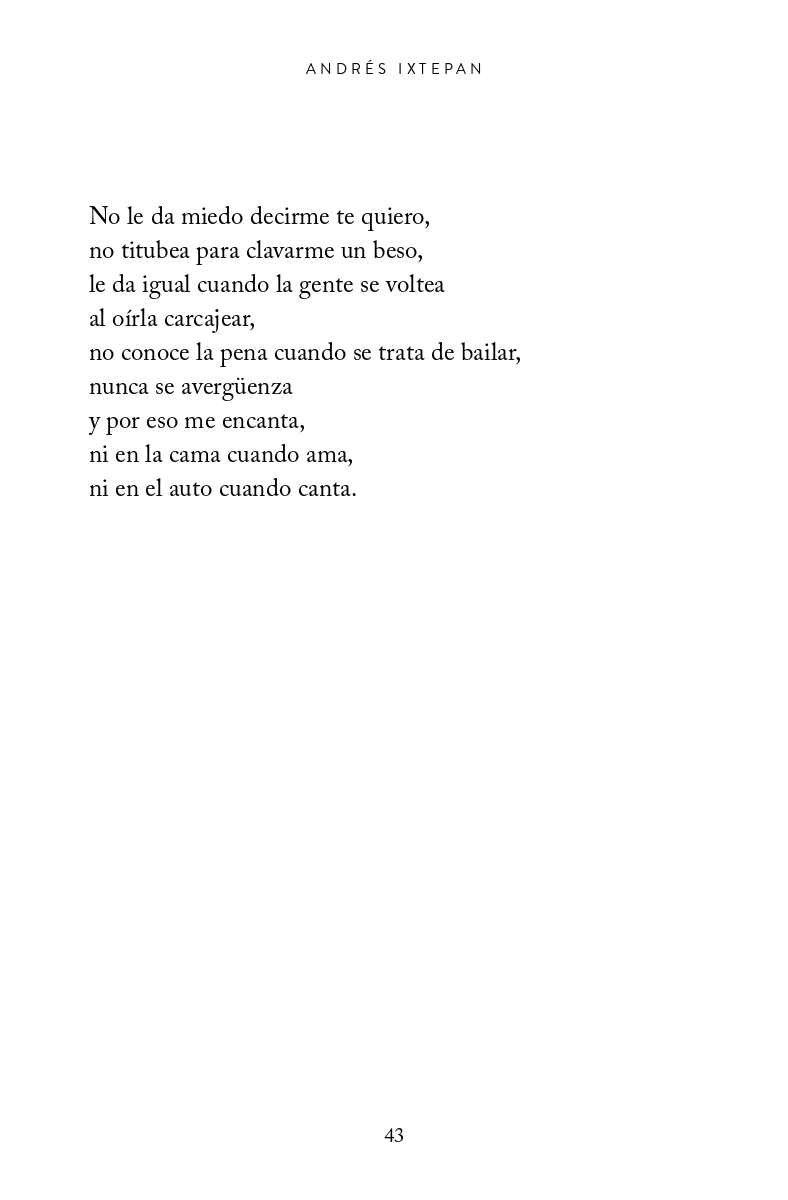 ANDRÉS IXTEPAN
No le da miedo decirme te quiero,
no titubea para clavarme un beso,
le da igual cuando la gente se voltea
al oírla carcajear,
no conoce la pena cuando se trata de bailar,
nunca se avergüenza
y por eso me encanta,
ni en la cama cuando ama,
ni en el auto cuando canta.
43